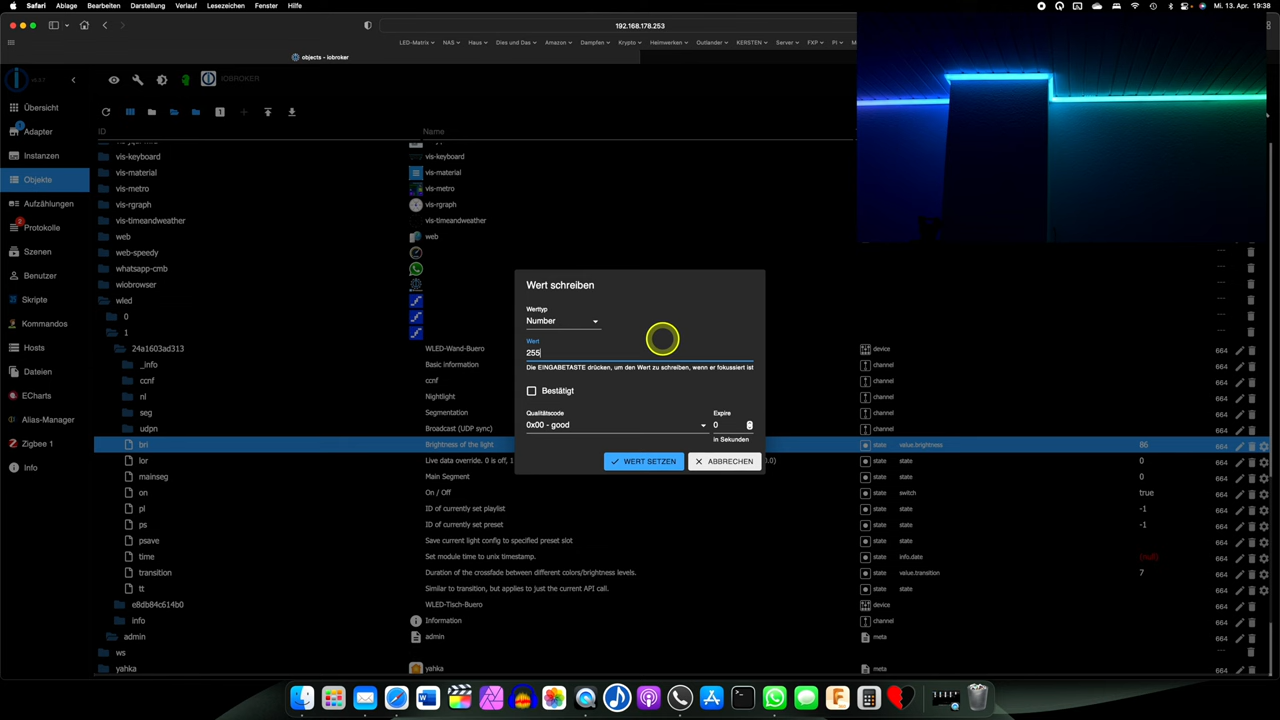 Safari Ablage Bearbeiten Darstellung Verlauf Lesezeichen Fenster Hilfe Mi. 13. Apr. 19:38
192.168.178.253
LED-Matrix NAS Haus Dies und Das Amazon Dampfen Krypto Heimwerken Outlander KERSTEN Server FXP PI
objects - iobroker
IOBROKER
Übersicht
ID Name
Adapter
Instanzen
Objekte
Aufzählungen
2
Protokolle
Szenen
Benutzer
Skripte
Kommandos
Hosts
Dateien
ECharts
Alias-Manager
Zigbee 1
Info
vis-keyboard vis-keyboard
vis-material vis-material
vis-metro vis-metro
vis-rgraph vis-rgraph
vis-timeandweather vis-timeandweather
web web
web-speedy
whatsapp-cmb
wiobrowser
wled
0
1
24a1603ad313 WLED-Wand-Buero device 664
_info Basic information channel 664
ccnf ccnf channel 664
nl Nightlight channel 664
seg Segmentation channel 664
udpn Broadcast (UDP sync) channel 664
bri Brightness of the light state value.brightness 86 664
lor Live data override. 0 is off, 1 0.0) state state 0 664
mainseg Main Segment state state 0 664
on On / Off state switch true 664
pl ID of currently set playlist state state -1 664
ps ID of currently set preset state state -1 664
psave Save current light config to specified preset slot state state 664
time Set module time to unix timestamp. state info.date (null) 664
transition Duration of the crossfade between different colors/brightness levels. state value.transition 7 664
tt Similar to transition, but applies to just the current API call. state state 664
e8db84c614b0 WLED-Tisch-Buero device 664
info Information channel 664
admin admin meta 664
ws
yahka yahka meta 664
Wert schreiben
Werttyp
Number
Wert
255
Die EINGABETASTE drücken, um den Wert zu schreiben, wenn er fokussiert ist
Bestätigt
Qualitätscode Expire
0x00 - good 0
in Sekunden
WERT SETZEN ABBRECHEN